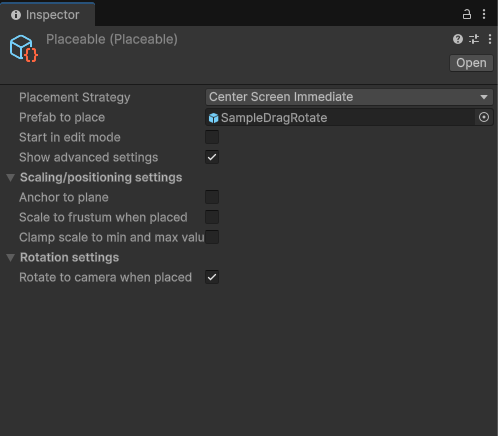 Inspector
Placeable (Placeable)
Open
Placement Strategy Center Screen Immediate
Prefab to place SampleDragRotate
Start in edit mode
Show advanced settings
Scaling/positioning settings
Anchor to plane
Scale to frustum when placed
Clamp scale to min and max valu
Rotation settings
Rotate to camera when placed